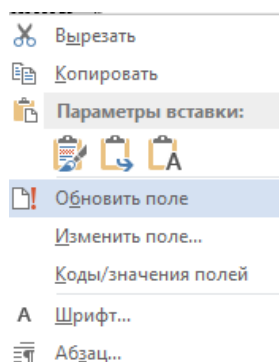 Вырезать
Копировать
Параметры вставки:
Обновить поле
Изменить поле...
Коды/значения полей
Шрифт...
Абзац...